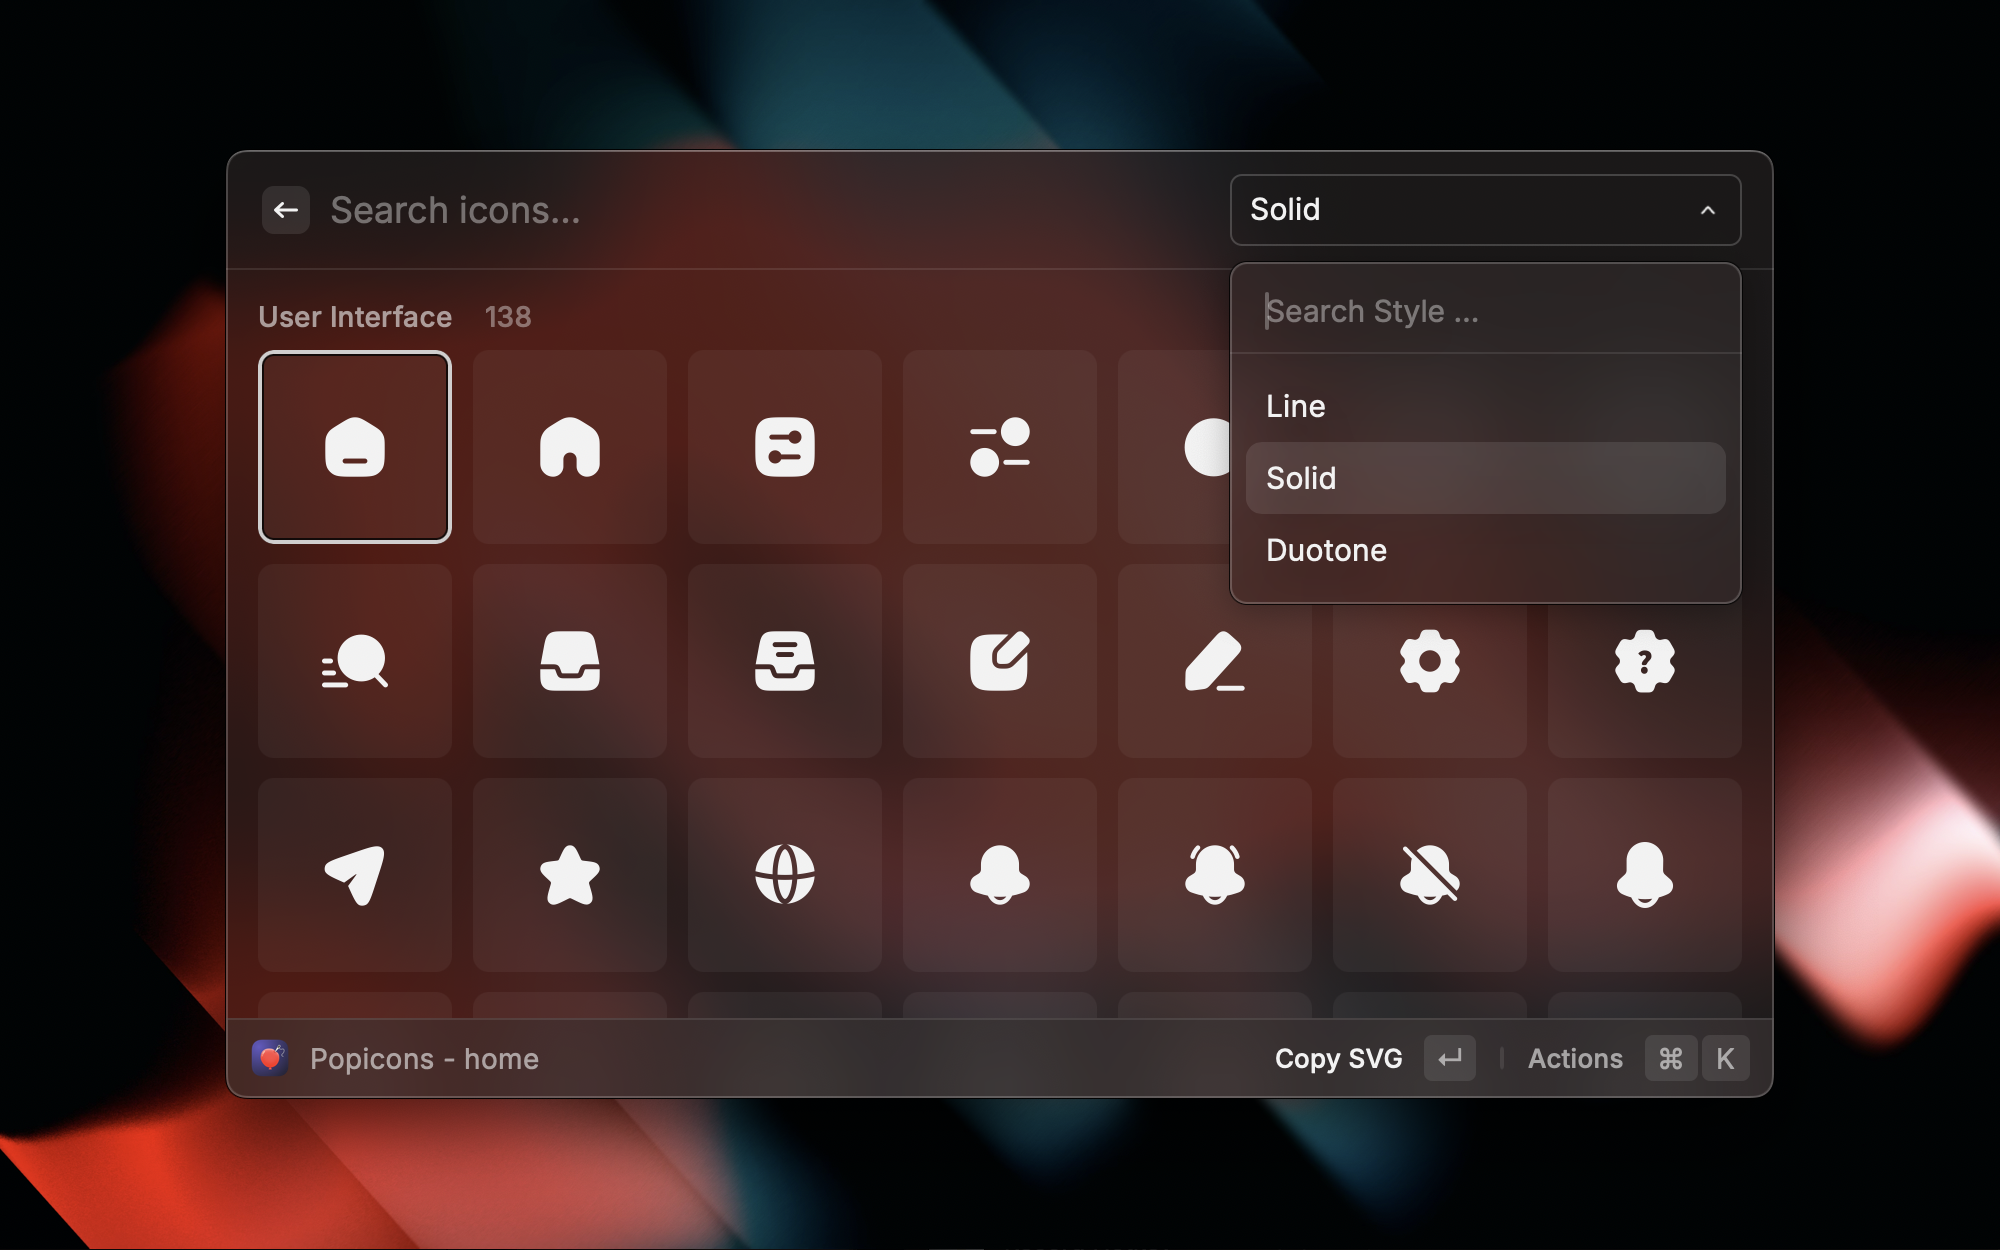 Search icons...
Solid
User Interface 138
Search Style ...
Line
Solid
Duotone
?
Popicons - home
Copy SVG
Actions ⌘ K